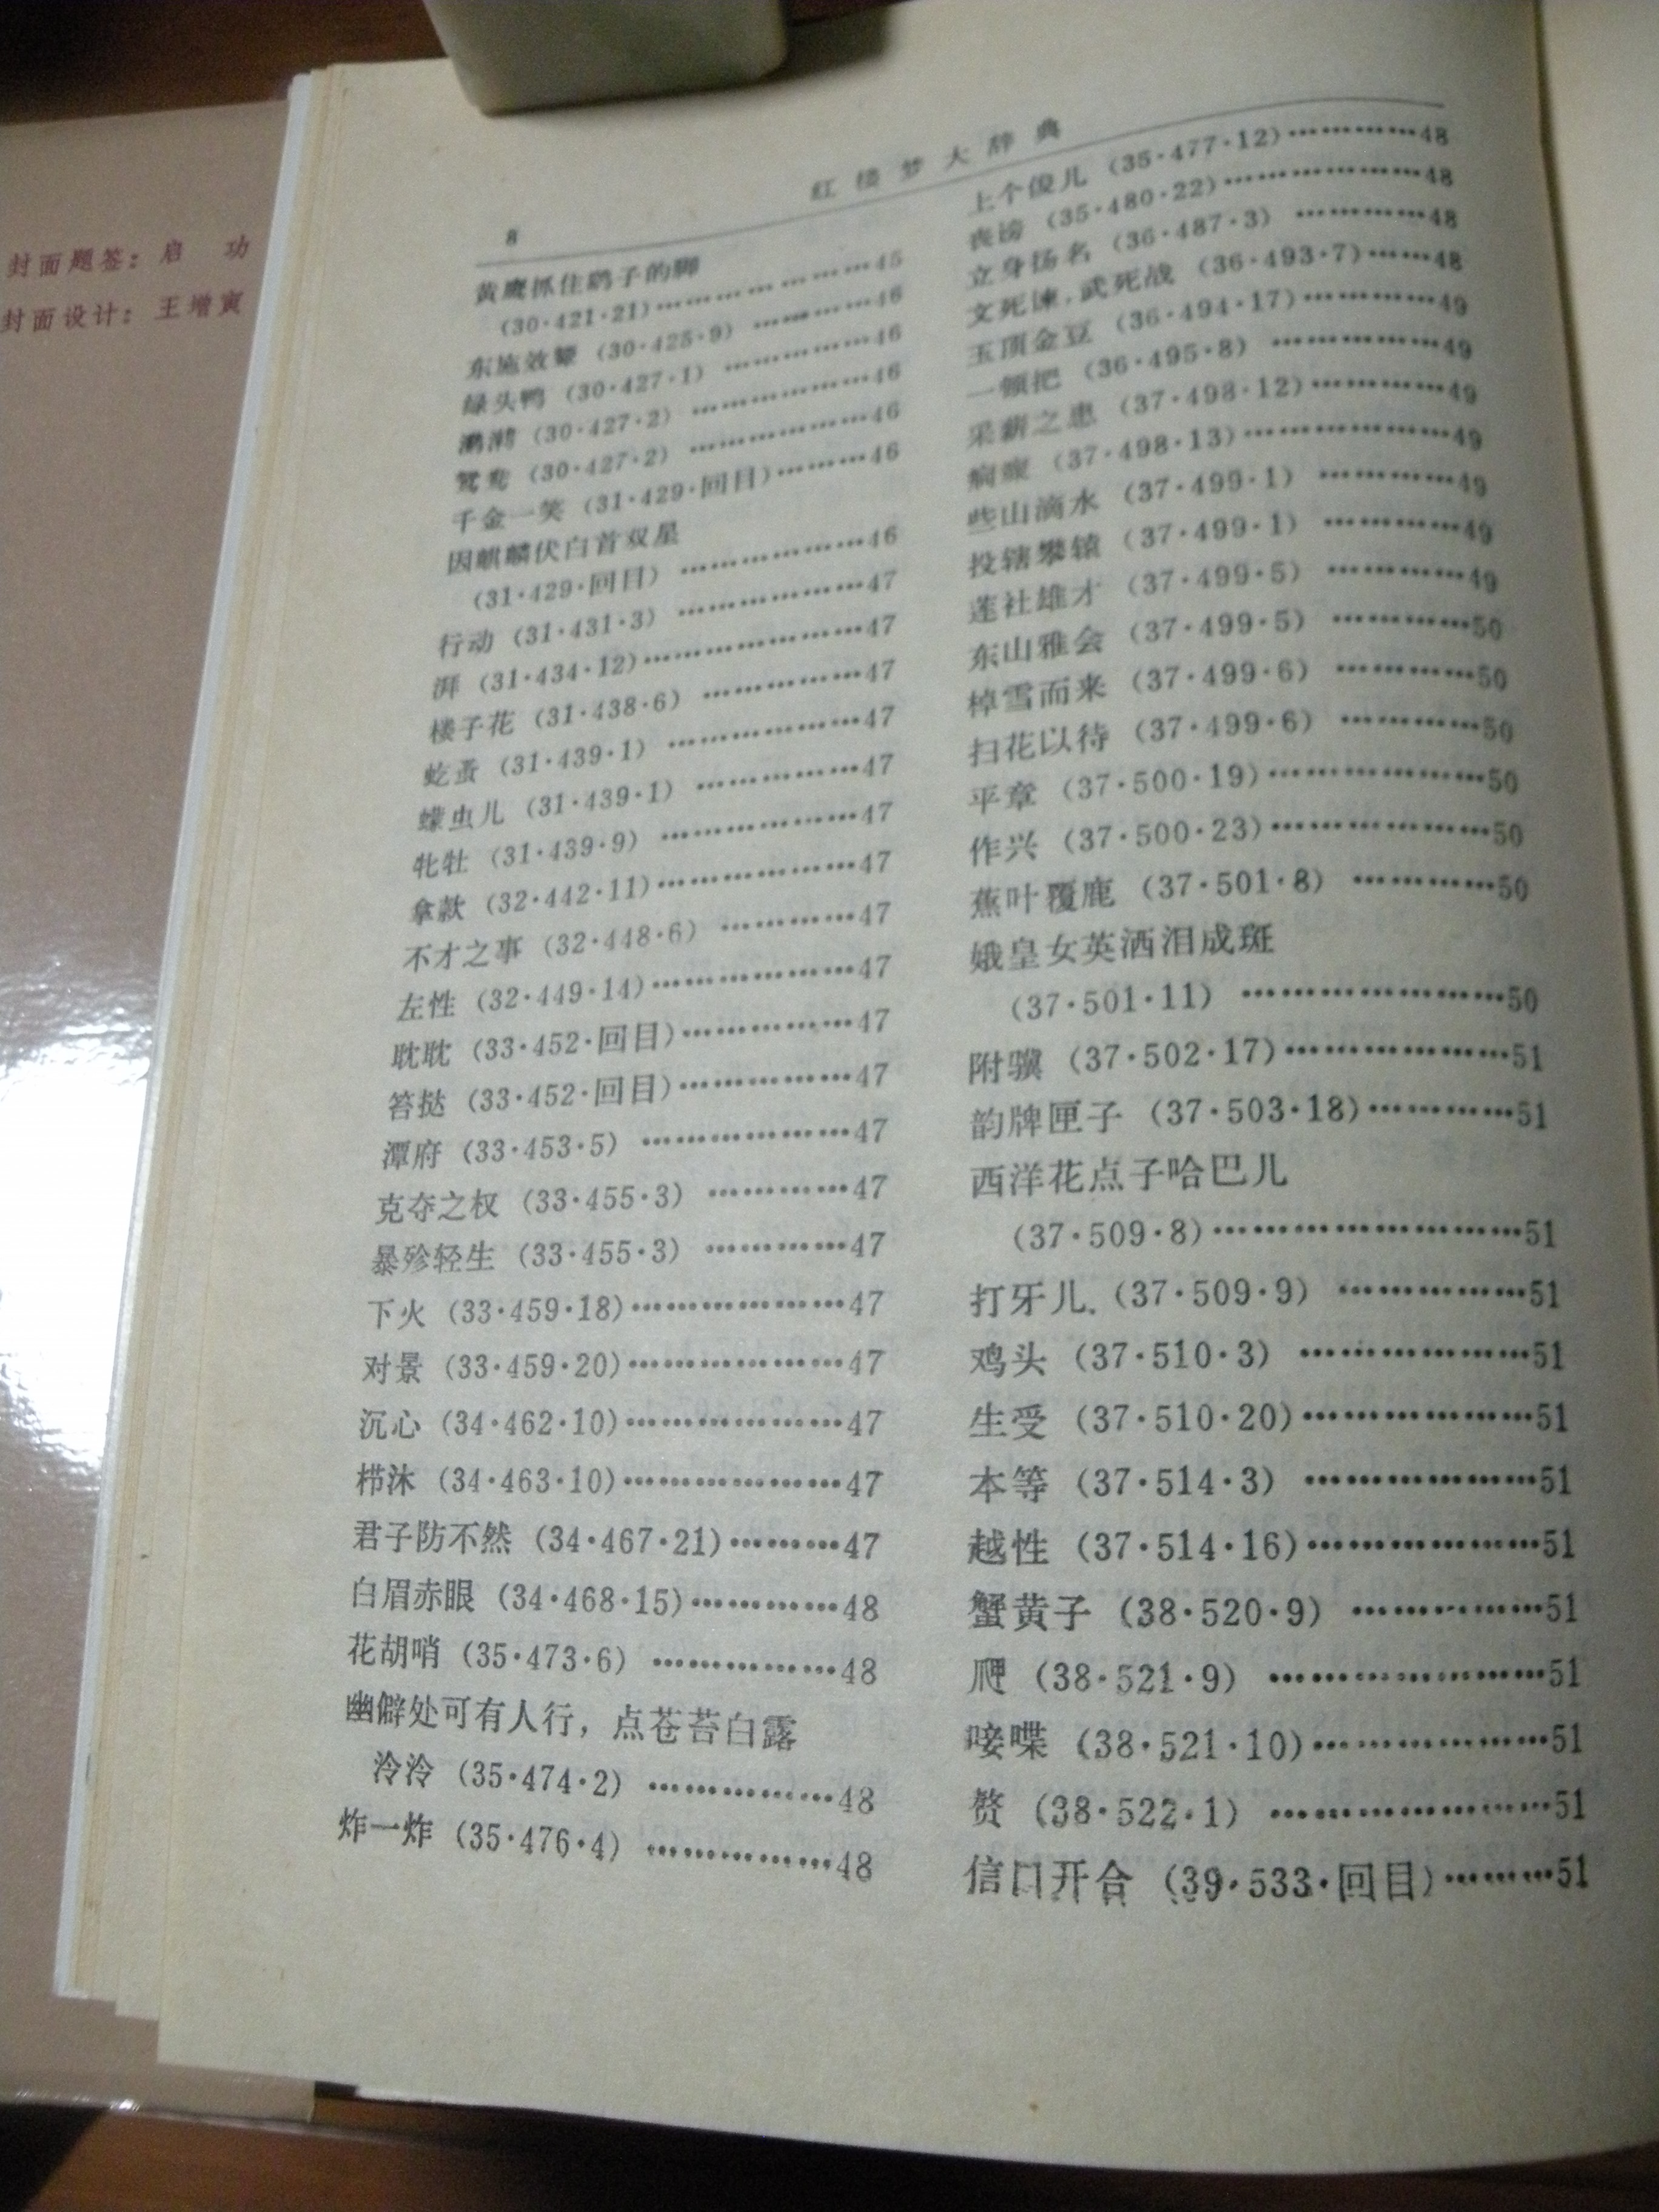 封面题签：启 功
封面设计：王增寅
8
红楼梦大辞典
黄鹰抓住鹞子的脚
(30·421·21)………………………45
东施效颦 (30·425·9) ……………46
绿头鸭 (30·427·1) ………………46
鸂鶒 (30·427·2) …………………46
鸳鸯 (30·427·2) …………………46
千金一笑 (31·429·回目)………46
因麒麟伏白首双星
(31·429·回目) …………………46
行动 (31·431·3) …………………47
湃 (31·434·12)……………………47
楼子花 (31·438·6) ………………47
虼蚤 (31·439·1) …………………47
蠓虫儿 (31·439·1) ………………47
牝牡 (31·439·9) …………………47
拿款 (32·442·11)…………………47
不才之事 (32·448·6) ……………47
左性 (32·449·14)…………………47
眈眈 (33·452·回目)………………47
笞挞 (33·452·回目)………………47
潭府 (33·453·5) …………………47
克夺之权 (33·455·3) ……………47
暴殄轻生 (33·455·3) ……………47
下火 (33·459·18)…………………47
对景 (33·459·20)…………………47
沉心 (34·462·10)…………………47
栉沐 (34·463·10)…………………47
君子防不然 (34·467·21)…………47
白眉赤眼 (34·468·15)……………48
花胡哨 (35·473·6) ………………48
幽僻处可有人行，点苍苔白露
泠泠 (35·474·2) …………………48
炸一炸 (35·476·4) ………………48
上个俊儿 (35·477·12)……………48
丧谤 (35·480·22)…………………48
立身扬名 (36·487·3) ……………48
文死谏，武死战 (36·493·7)……48
玉顶金豆 (36·494·17)……………49
一顿把 (36·495·8) ………………49
采薪之患 (37·498·12)……………49
痌瘝 (37·498·13)…………………49
些山滴水 (37·499·1) ……………49
投辖攀辕 (37·499·1) ……………49
莲社雄才 (37·499·5) ……………49
东山雅会 (37·499·5) ……………50
棹雪而来 (37·499·6) ……………50
扫花以待 (37·499·6) ……………50
平章 (37·500·19)…………………50
作兴 (37·500·23)…………………50
蕉叶覆鹿 (37·501·8) ……………50
娥皇女英洒泪成斑
(37·501·11) ……………………50
附骥 (37·502·17)…………………51
韵牌匣子 (37·503·18)……………51
西洋花点子哈巴儿
(37·509·8)………………………51
打牙儿 (37·509·9) ………………51
鸡头 (37·510·3) …………………51
生受 (37·510·20)…………………51
本等 (37·514·3) …………………51
越性 (37·514·16)…………………51
蟹黄子 (38·520·9) ………………51
爬 (38·521·9) ……………………51
唼喋 (38·521·10)…………………51
赘 (38·522·1) ……………………51
信口开合 (39·533·回目)…………51